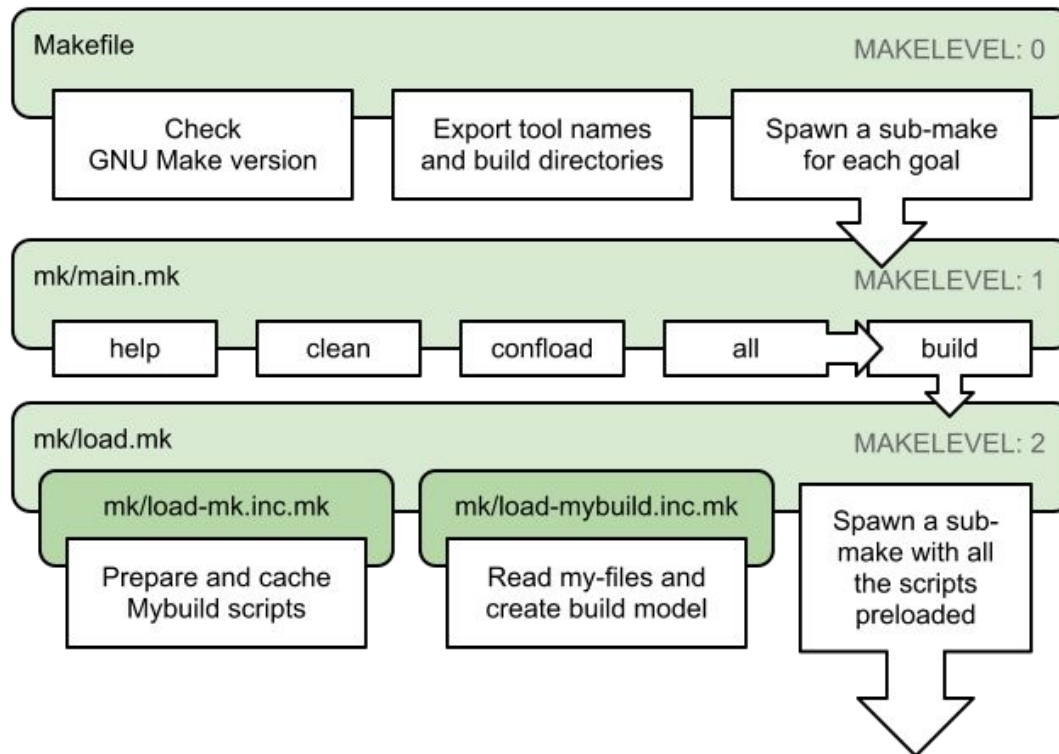 Makefile
MAKELEVEL: 0
Check
GNU Make version
Export tool names
and build directories
Spawn a sub-make
for each goal
mk/main.mk
MAKELEVEL: 1
help
clean
confload
all
build
mk/load.mk
MAKELEVEL: 2
mk/load-mk.inc.mk
Prepare and cache
Mybuild scripts
mk/load-mybuild.inc.mk
Read my-files and
create build model
Spawn a sub-
make with all
the scripts
preloaded